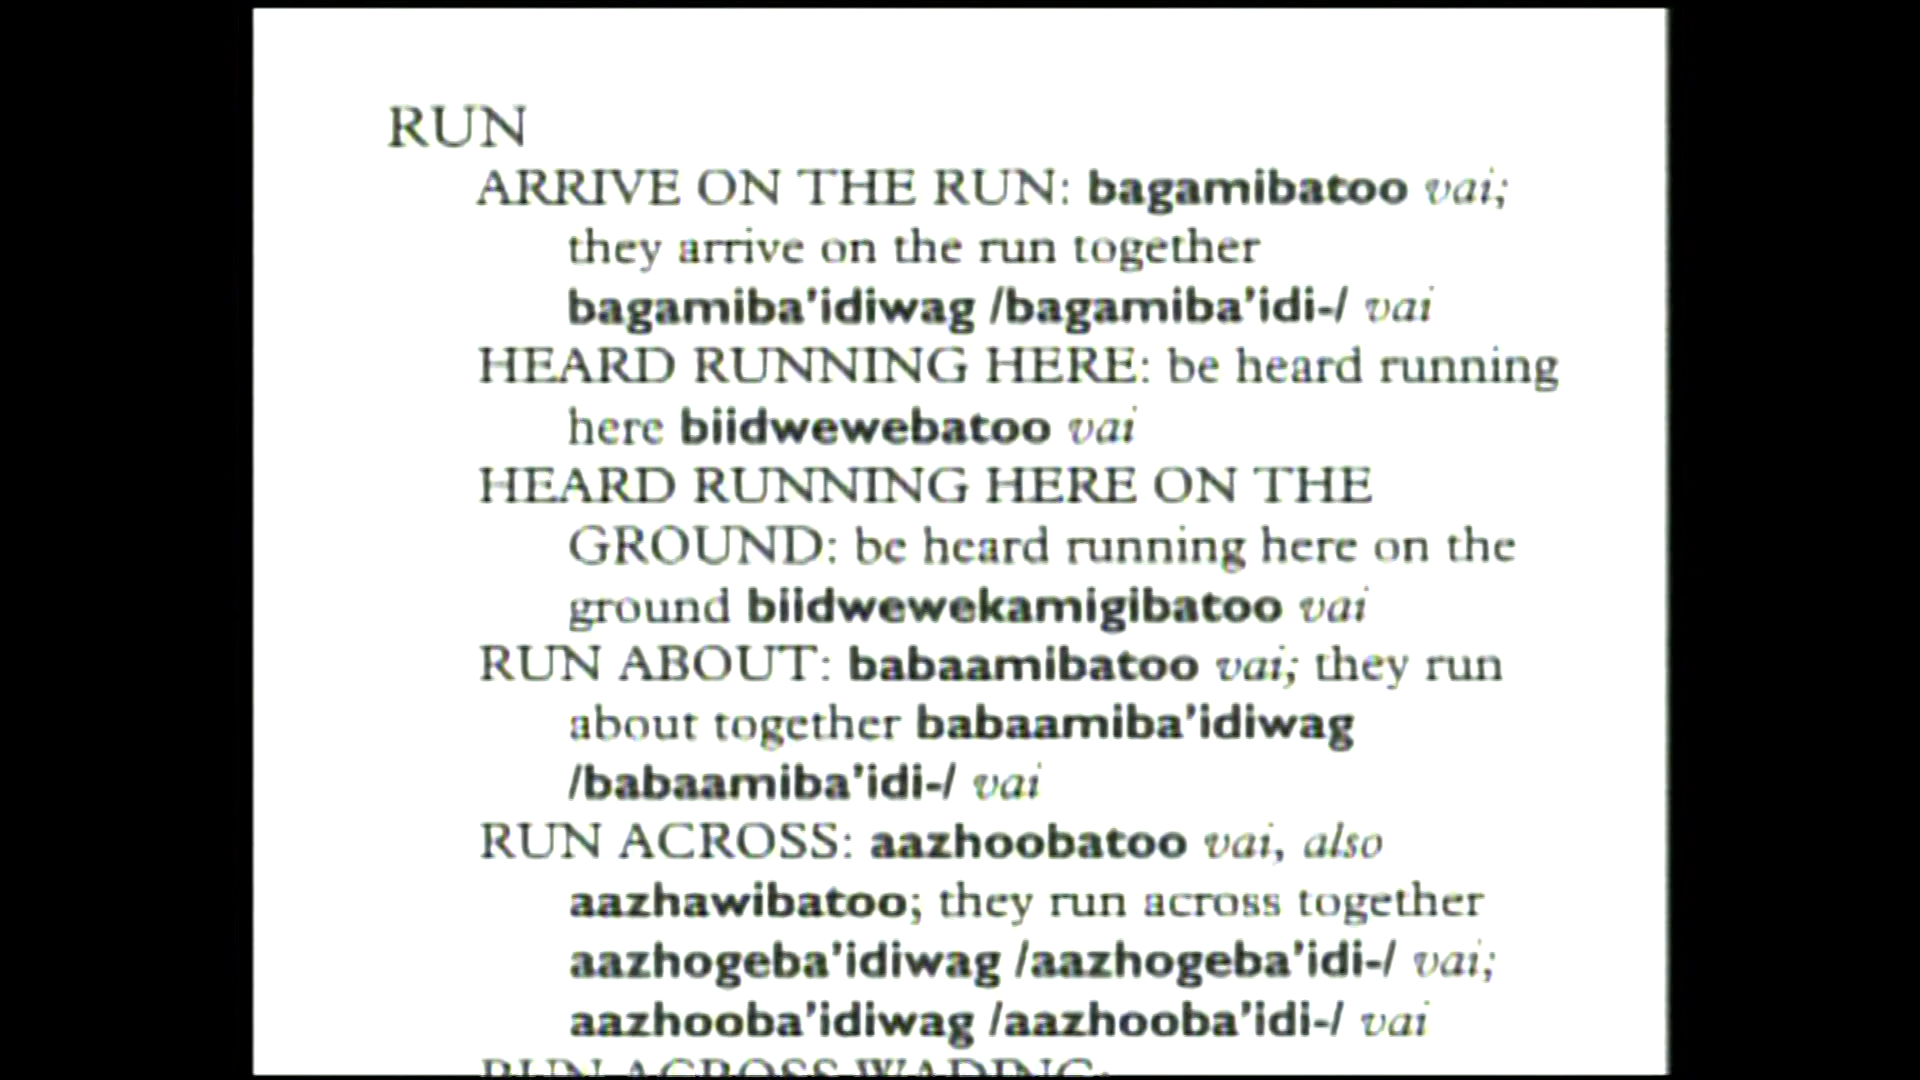 RUN
ARRIVE ON THE RUN: bagamibatoo vai;
they arrive on the run together
bagamiba'idiwag /bagamiba'idi-/ vai
HEARD RUNNING HERE: be heard running
here biidwewebatoo vai
HEARD RUNNING HERE ON THE
GROUND: be heard running here on the
ground biidwewekamigibatoo vai
RUN ABOUT: babaamibatoo vai; they run
about together babaamiba'idiwag
/babaamiba'idi-/ vai
RUN ACROSS: aazhoobatoo vai, also
aazhawibatoo; they run across together
aazhogeba'idiwag /aazhogeba'idi-/ vai;
aazhooba'idiwag /aazhooba'idi-/ vai
RUN ACROSS WADING: